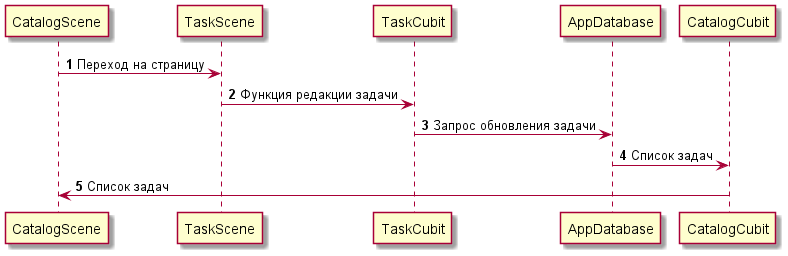 CatalogScene TaskScene TaskCubit AppDatabase CatalogCubit
1 Переход на страницу
2 Функция редакции задачи
3 Запрос обновления задачи
4 Список задач
5 Список задач
CatalogScene TaskScene TaskCubit AppDatabase CatalogCubit